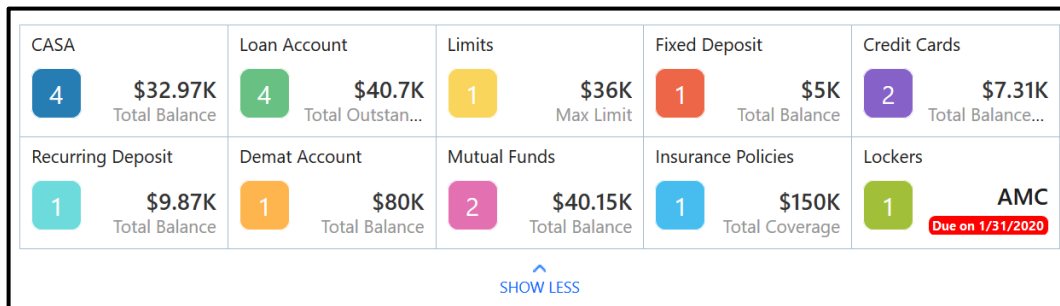 CASA
4
$32.97K
Total Balance
Loan Account
4
$40.7K
Total Outstan...
Limits
1
$36K
Max Limit
Fixed Deposit
1
$5K
Total Balance
Credit Cards
2
$7.31K
Total Balance...
Recurring Deposit
1
$9.87K
Total Balance
Demat Account
1
$80K
Total Balance
Mutual Funds
2
$40.15K
Total Balance
Insurance Policies
1
$150K
Total Coverage
Lockers
1
AMC
Due on 1/31/2020
SHOW LESS